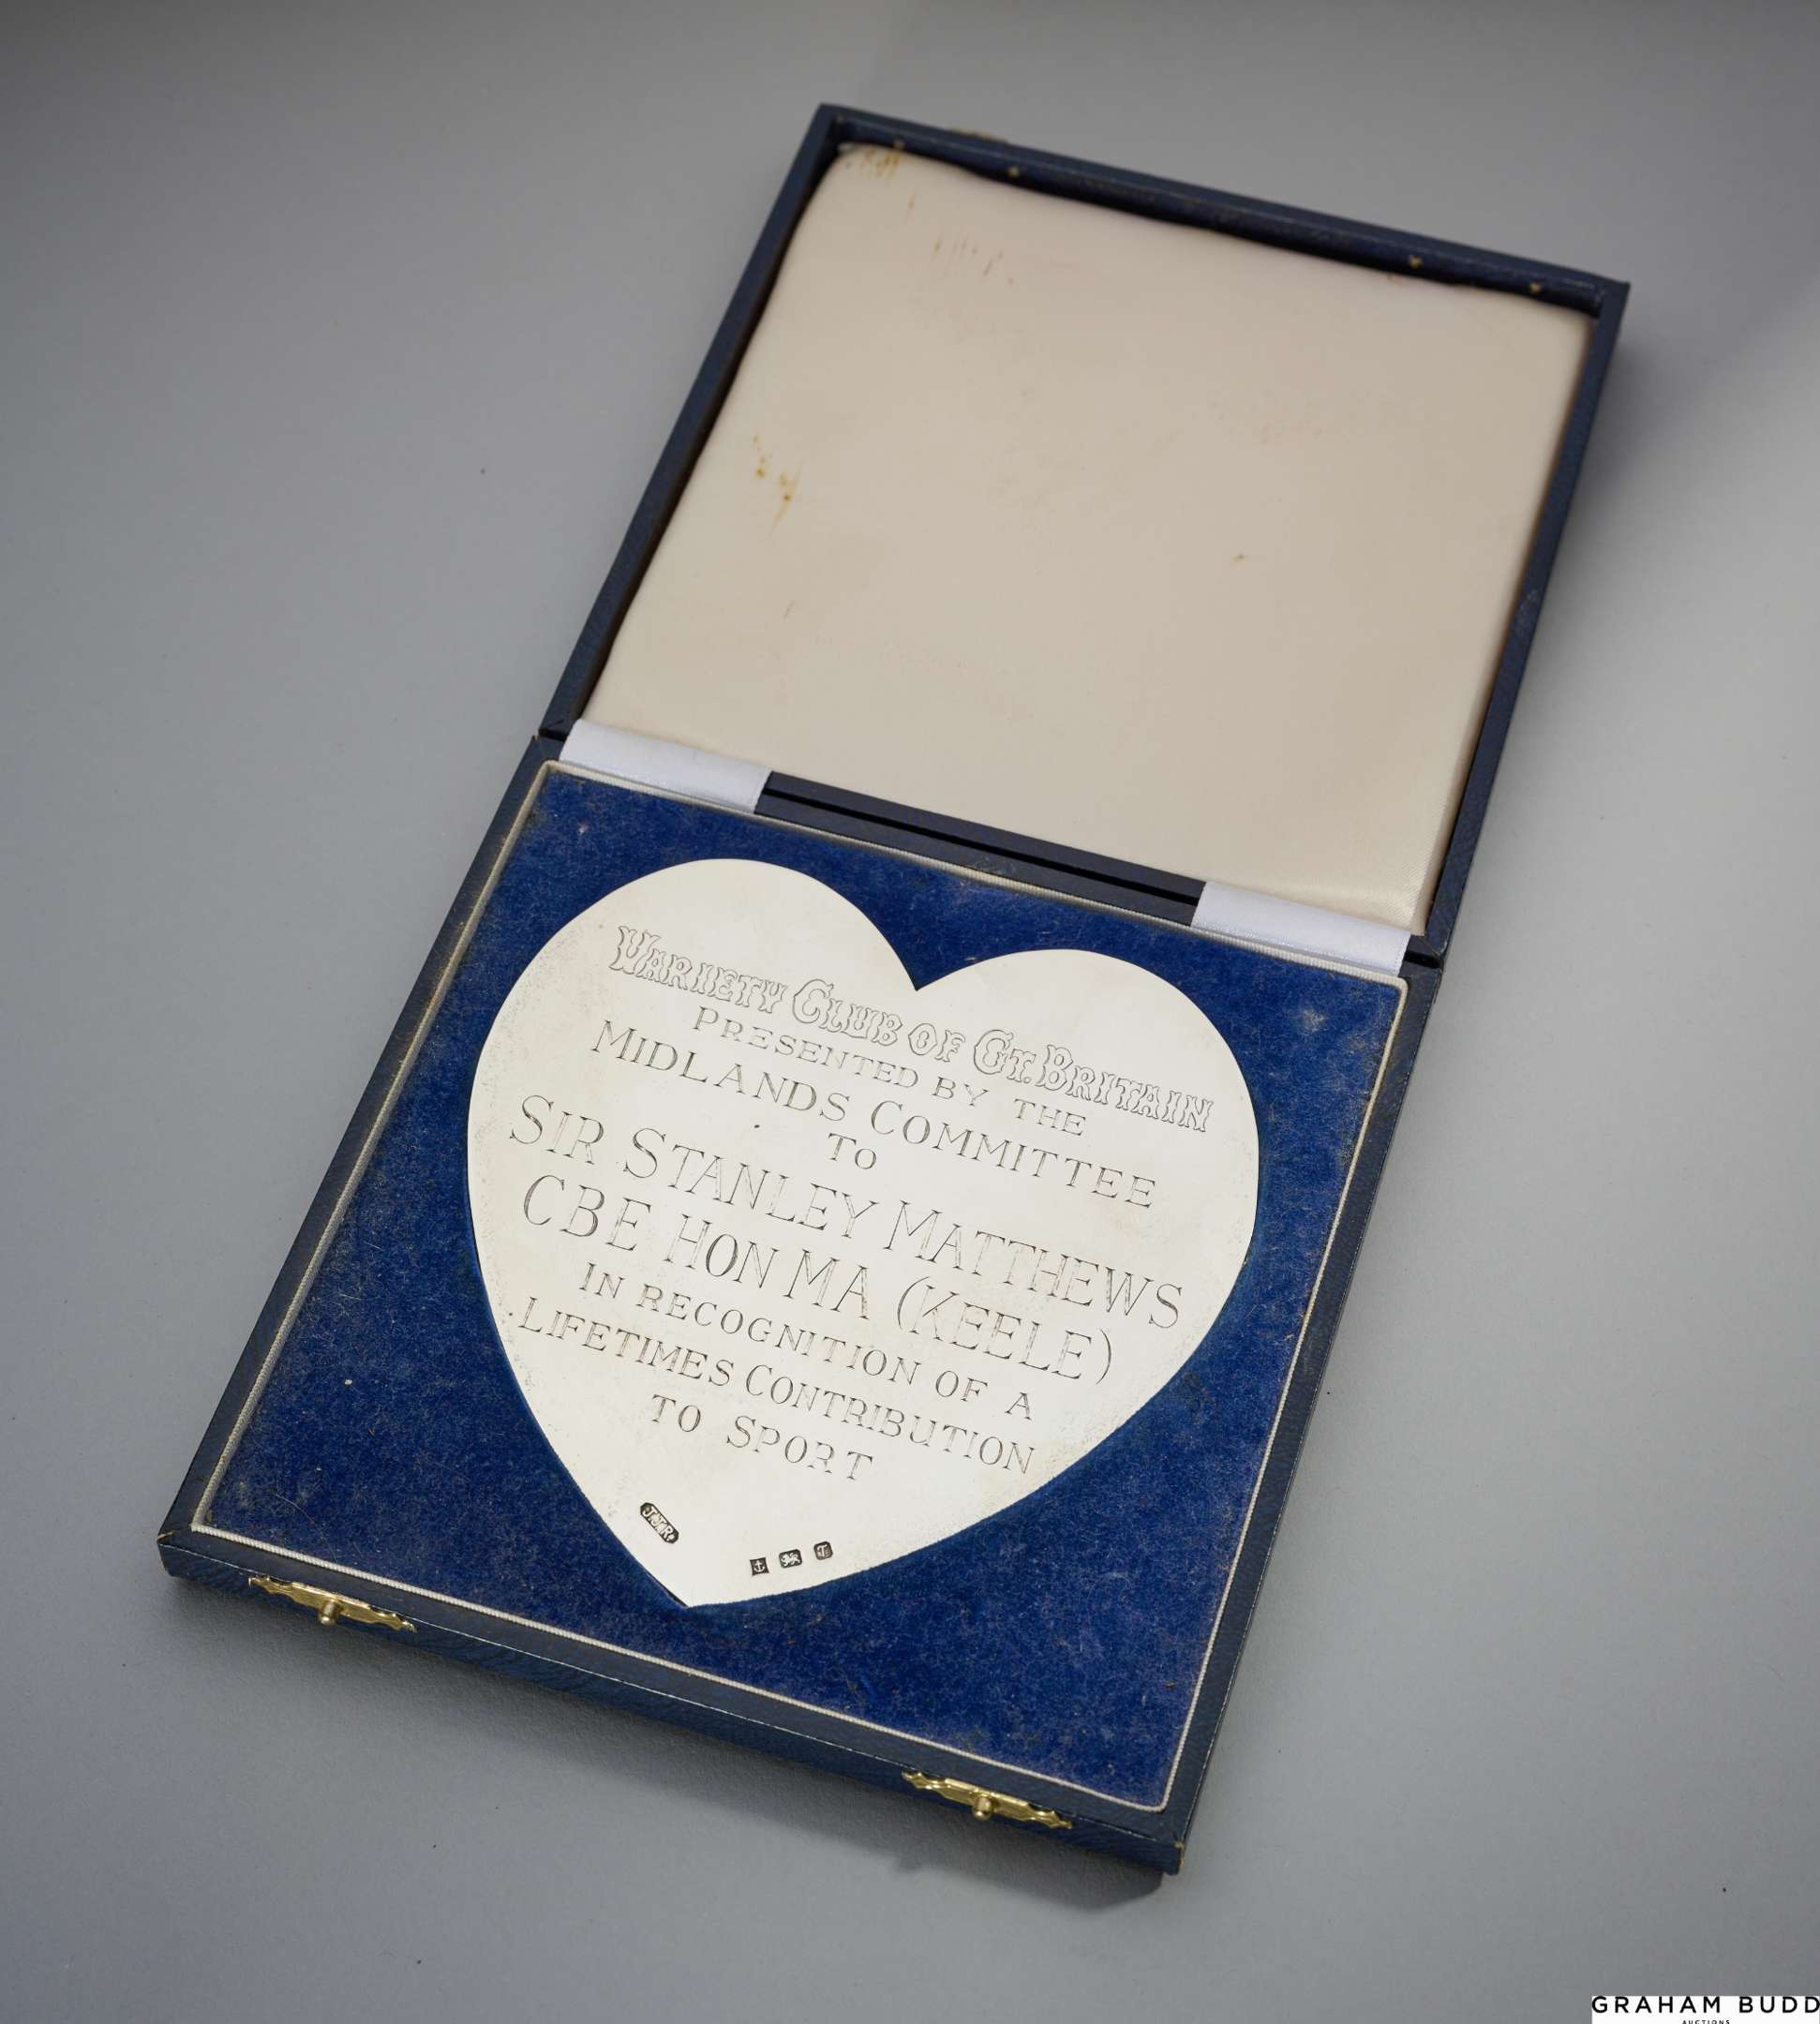 VARIETY CLUB OF GT. BRITAIN
PRESENTED BY THE
MIDLANDS COMMITTEE
TO
SIR STANLEY MATTHEWS
CBE HON MA (KEELE)
IN RECOGNITION OF A
LIFETIMES CONTRIBUTION
TO SPORT
GRAHAM BUDD
AUCTIONS